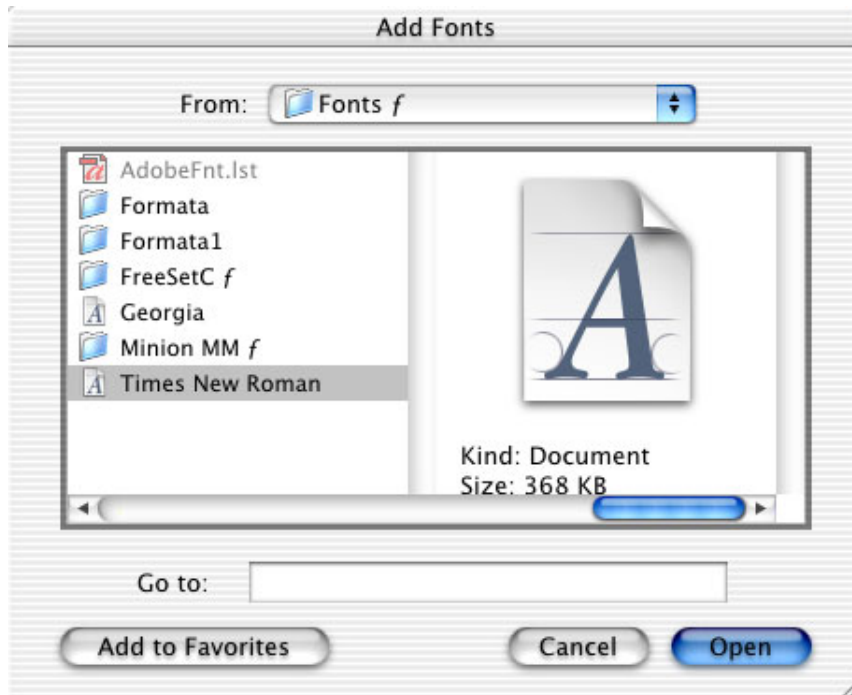 Add Fonts
From: Fonts ƒ
AdobeFnt.lst
Formata
Formata1
FreeSetC ƒ
Georgia
Minion MM ƒ
Times New Roman
Kind: Document
Size: 368 KB
Go to:
Add to Favorites Cancel Open